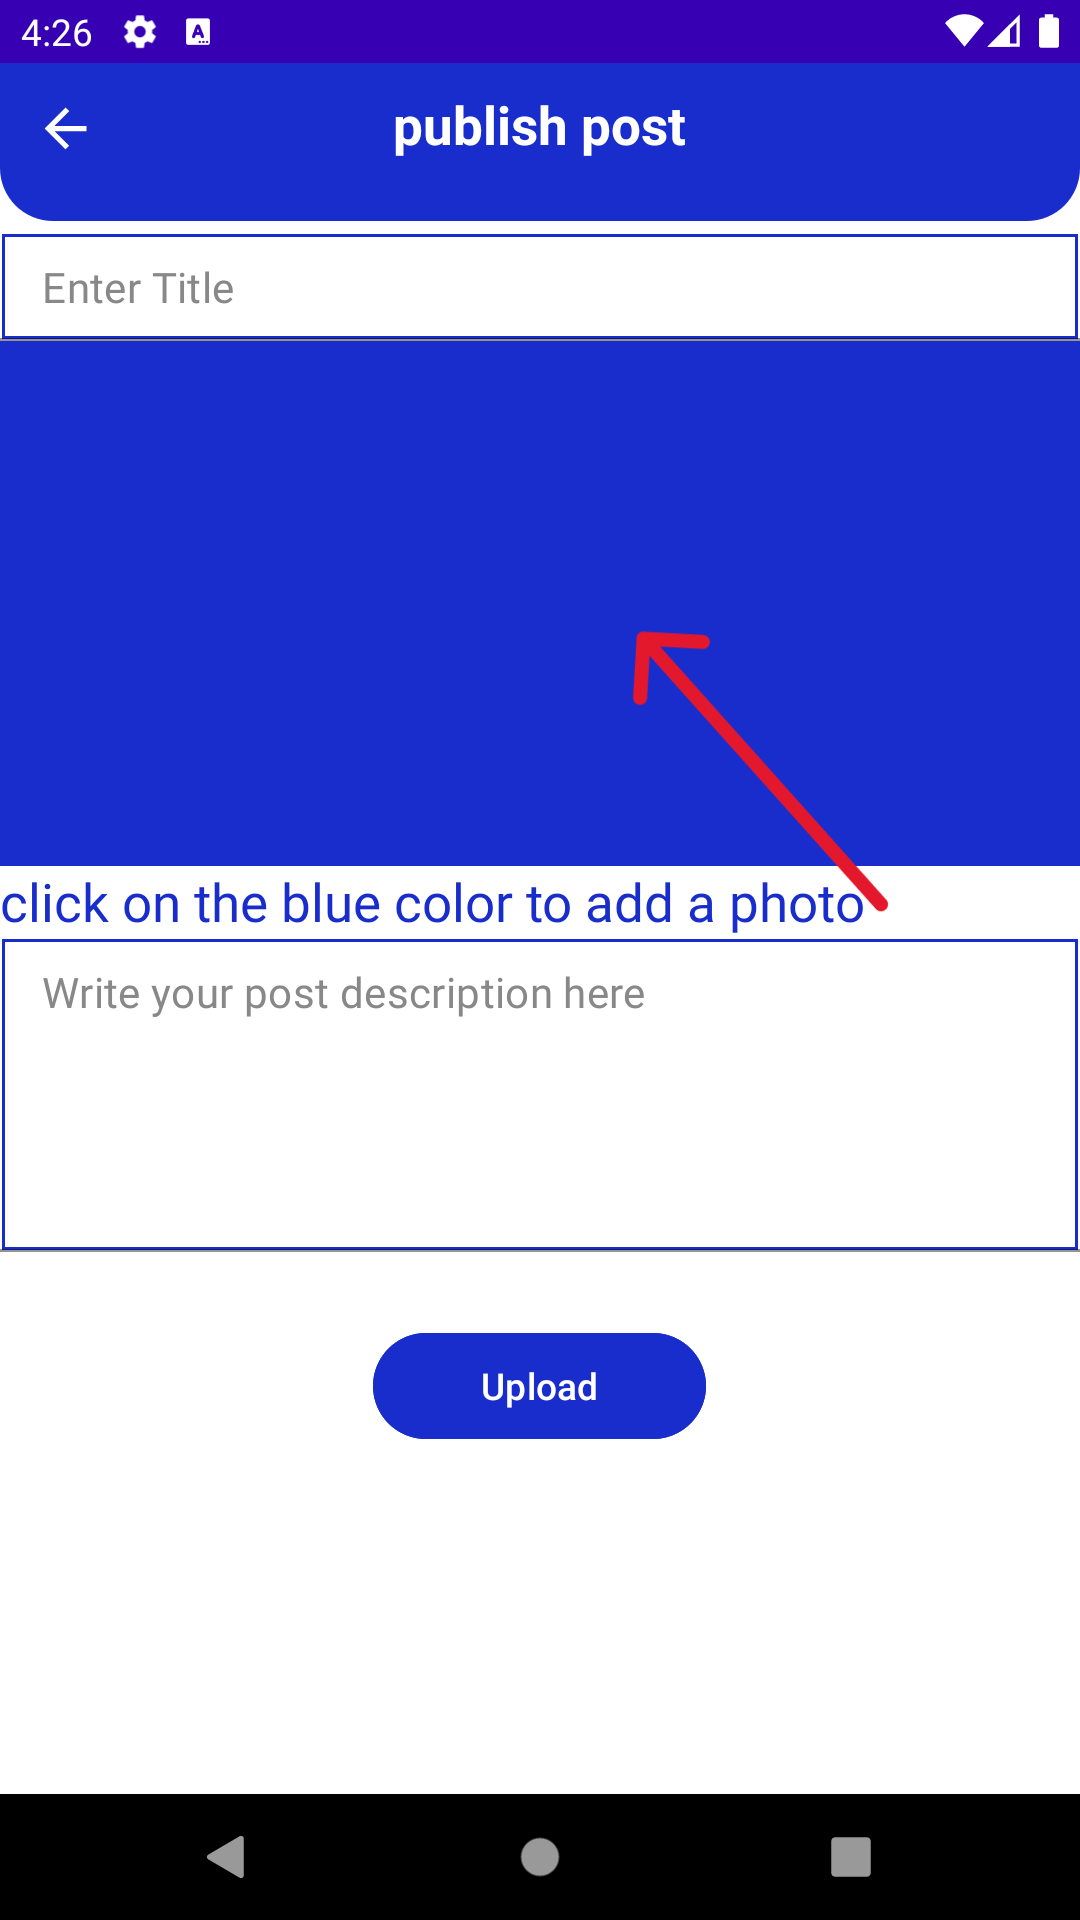 4:26
publish post
Enter Title
click on the blue color to add a photo
Write your post description here
Upload